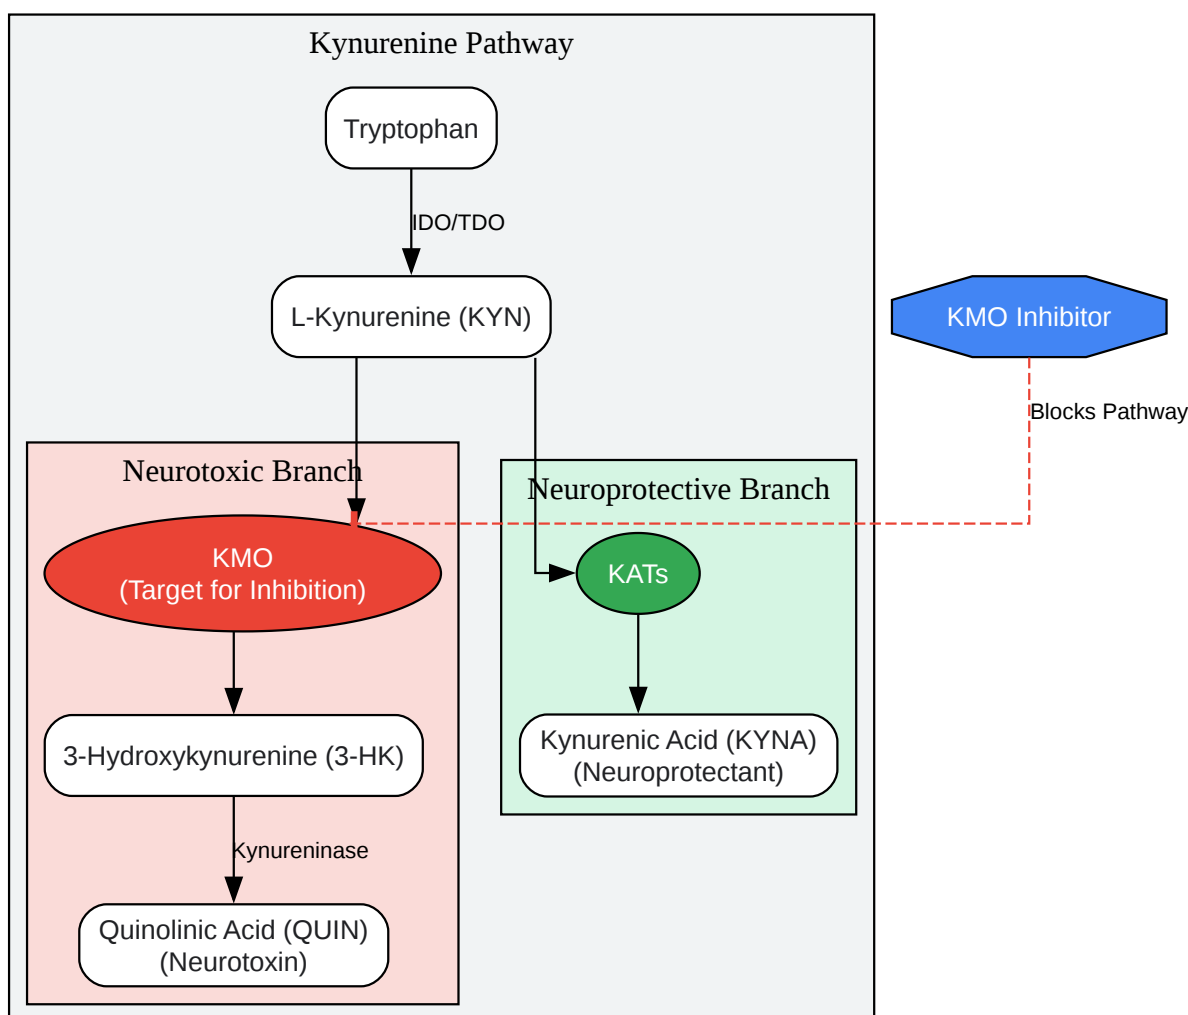 Kynurenine Pathway
Tryptophan
IDO/TDO
L-Kynurenine (KYN)
KMO Inhibitor
Blocks Pathway
Neurotoxic Branch
KMO
(Target for Inhibition)
3-Hydroxykynurenine (3-HK)
Kynureninase
Quinolinic Acid (QUIN)
(Neurotoxin)
Neuroprotective Branch
KATs
Kynurenic Acid (KYNA)
(Neuroprotectant)